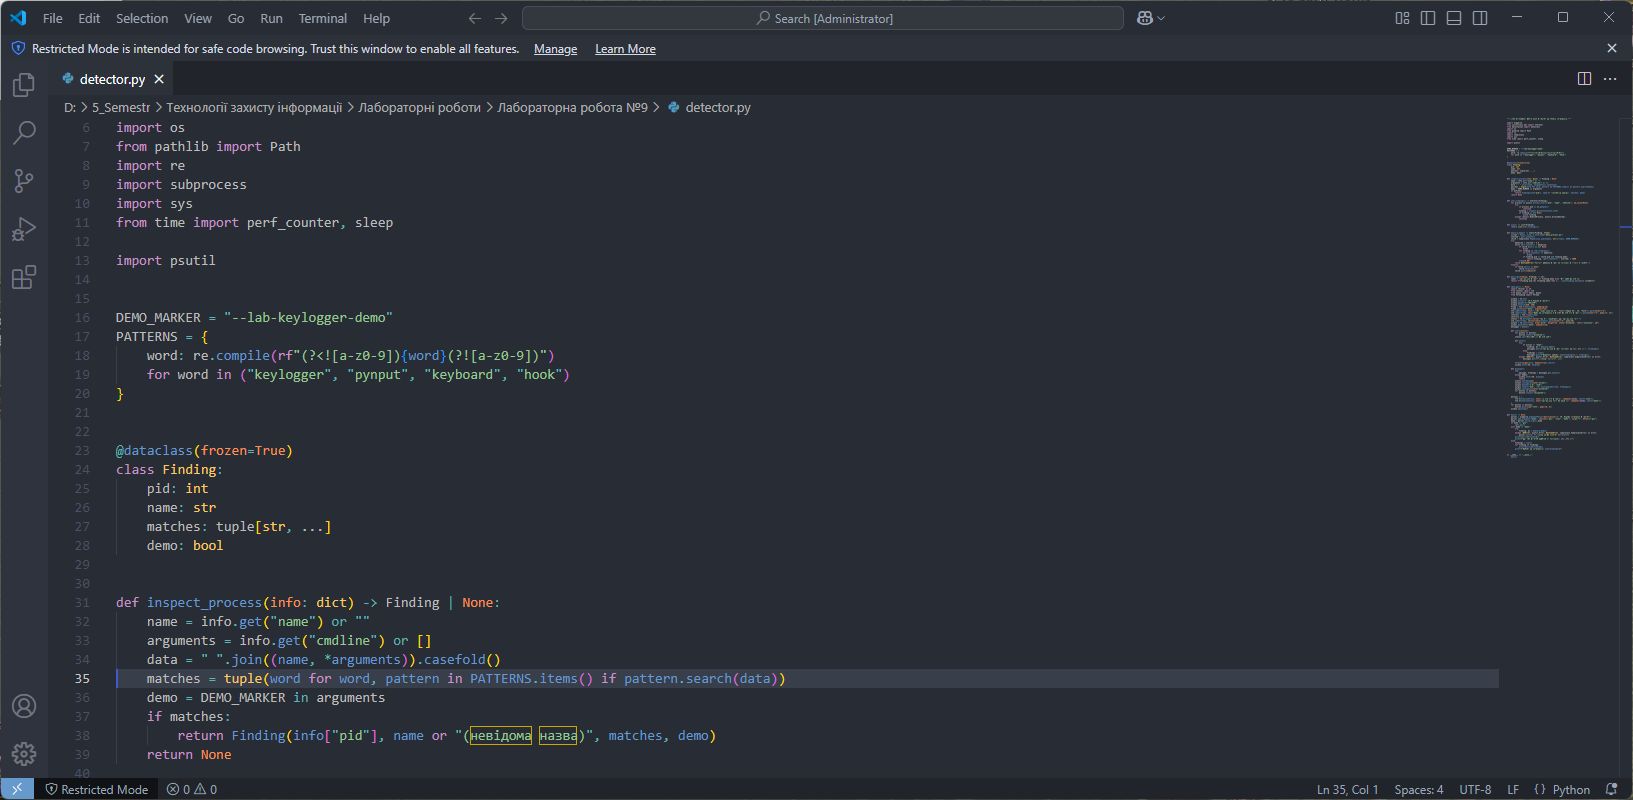 File Edit Selection View Go Run Terminal Help Search [Administrator]
Restricted Mode is intended for safe code browsing. Trust this window to enable all features. Manage Learn More
detector.py
D: > 5_Semestr > Технології захисту інформації > Лабораторні роботи > Лабораторна робота №9 > detector.py
6 import os
7 from pathlib import Path
8 import re
9 import subprocess
10 import sys
11 from time import perf_counter, sleep
12
13 import psutil
14
15
16 DEMO_MARKER = "--lab-keylogger-demo"
17 PATTERNS = {
18     word: re.compile(rf"(?<![a-z0-9]){word}(?![a-z0-9])")
19     for word in ("keylogger", "pynput", "keyboard", "hook")
20 }
21
22
23 @dataclass(frozen=True)
24 class Finding:
25     pid: int
26     name: str
27     matches: tuple[str, ...]
28     demo: bool
29
30
31 def inspect_process(info: dict) -> Finding | None:
32     name = info.get("name") or ""
33     arguments = info.get("cmdline") or []
34     data = " ".join((name, *arguments)).casefold()
35     matches = tuple(word for word, pattern in PATTERNS.items() if pattern.search(data))
36     demo = DEMO_MARKER in arguments
37     if matches:
38         return Finding(info["pid"], name or "(невідома назва)", matches, demo)
39     return None
40
Restricted Mode 0 0 Ln 35, Col 1 Spaces: 4 UTF-8 LF {} Python